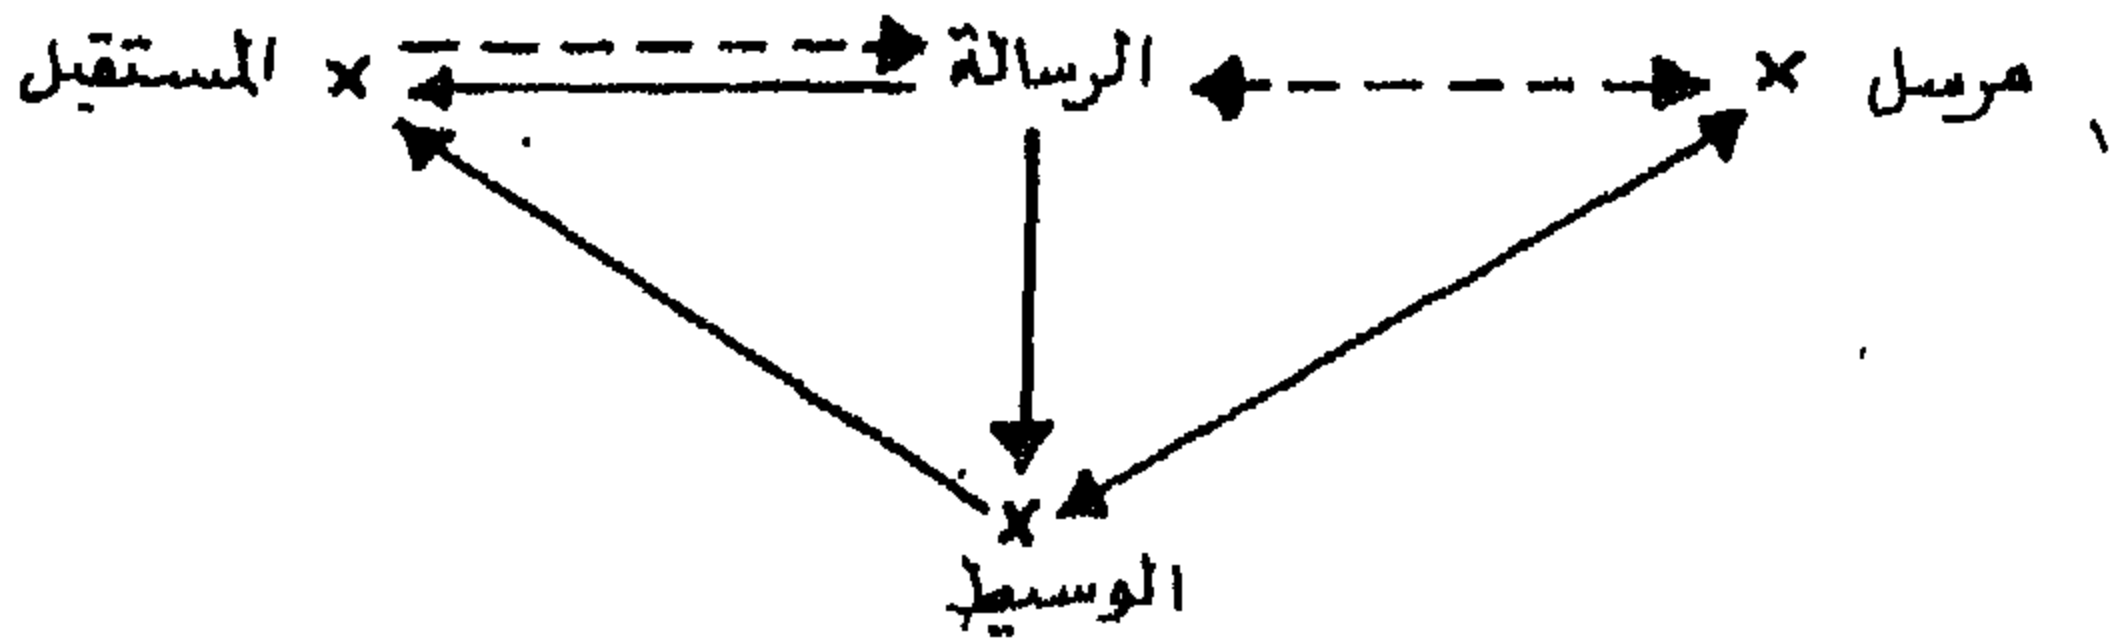 مرسل x الرسالة x المستقبل
x
الوسيط